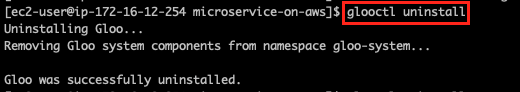 [ec2-user@ip-172-16-12-254 microservice-on-aws]$ glooctl uninstall
Uninstalling Gloo...
Removing Gloo system components from namespace gloo-system...
Gloo was successfully uninstalled.